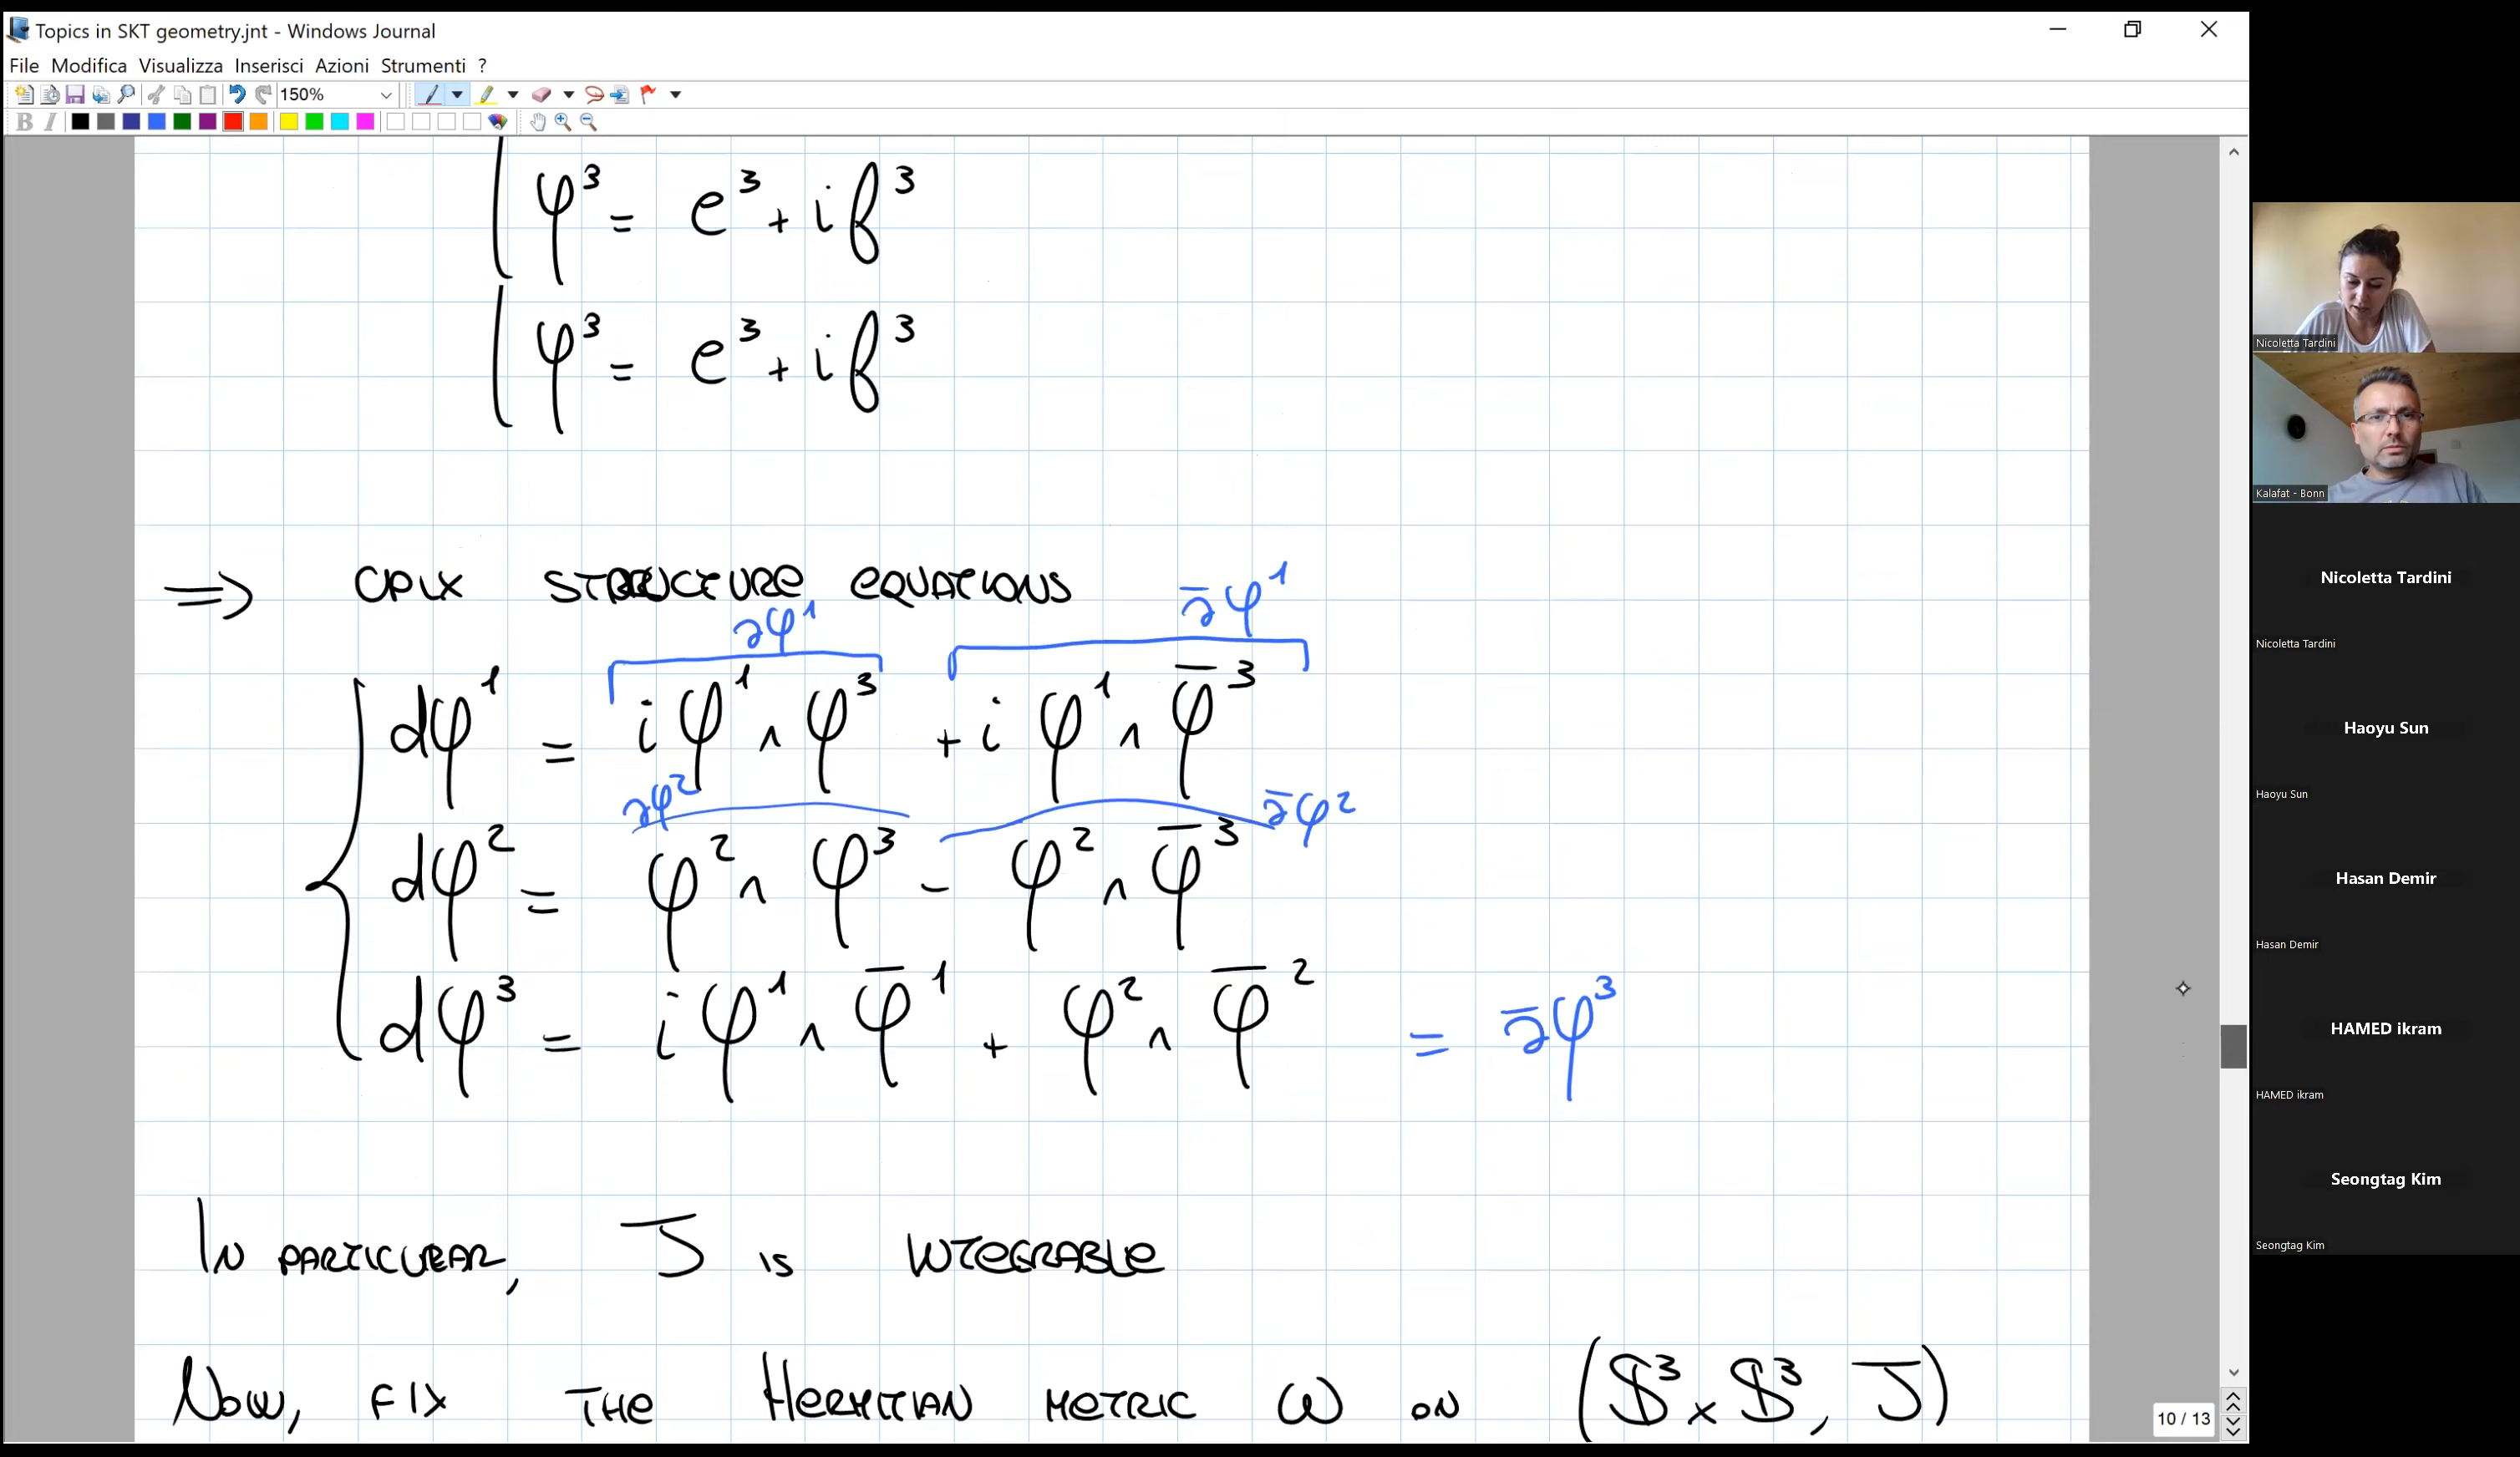 Topics in SKT geometry.jnt - Windows Journal
File Modifica Visualizza Inserisci Azioni Strumenti ?
150%
B I
φ³ = e³ + i f³
φ³ = e³ + i f³
⇒ CPLX STRUCTURE EQUATIONS
∂φ¹ ∂̄φ¹
dφ¹ = i φ¹ ∧ φ³ + i φ¹ ∧ φ̄³
∂φ² ∂̄φ²
dφ² = φ² ∧ φ³ - φ² ∧ φ̄³
dφ³ = i φ¹ ∧ φ̄¹ + φ² ∧ φ̄² = ∂̄φ³
IN PARTICULAR, J IS INTEGRABLE
NOW, FIX THE HERMITIAN METRIC ω ON (S³ × S³, J)
10 / 13
Nicoletta Tardini
Kalafat - Bonn
Nicoletta Tardini
Nicoletta Tardini
Haoyu Sun
Haoyu Sun
Hasan Demir
Hasan Demir
HAMED ikram
HAMED ikram
Seongtag Kim
Seongtag Kim